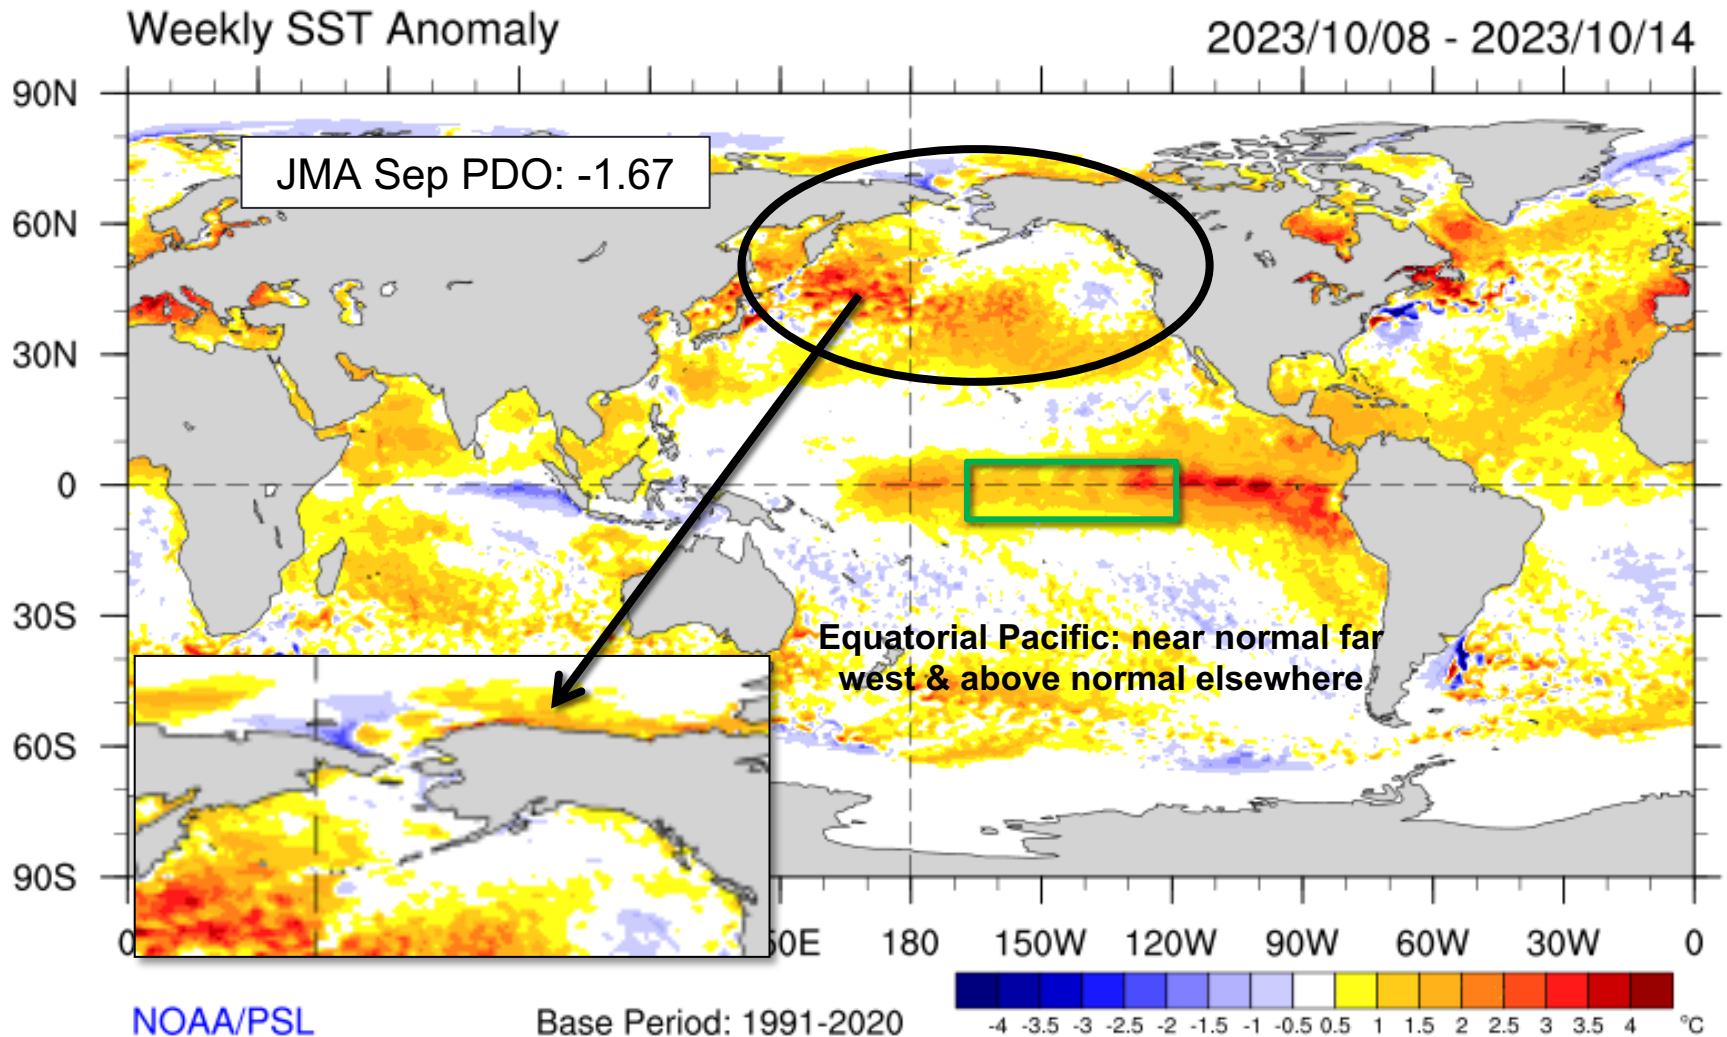 Weekly SST Anomaly
2023/10/08 - 2023/10/14
90N
JMA Sep PDO: -1.67
60N
30N
0
30S
Equatorial Pacific: near normal far
west & above normal elsewhere
60S
90S
180 150W 120W 90W 60W 30W 0
-4 -3.5 -3 -2.5 -2 -1.5 -1 -0.5 0.5 1 1.5 2 2.5 3 3.5 4 °C
NOAA/PSL
Base Period: 1991-2020